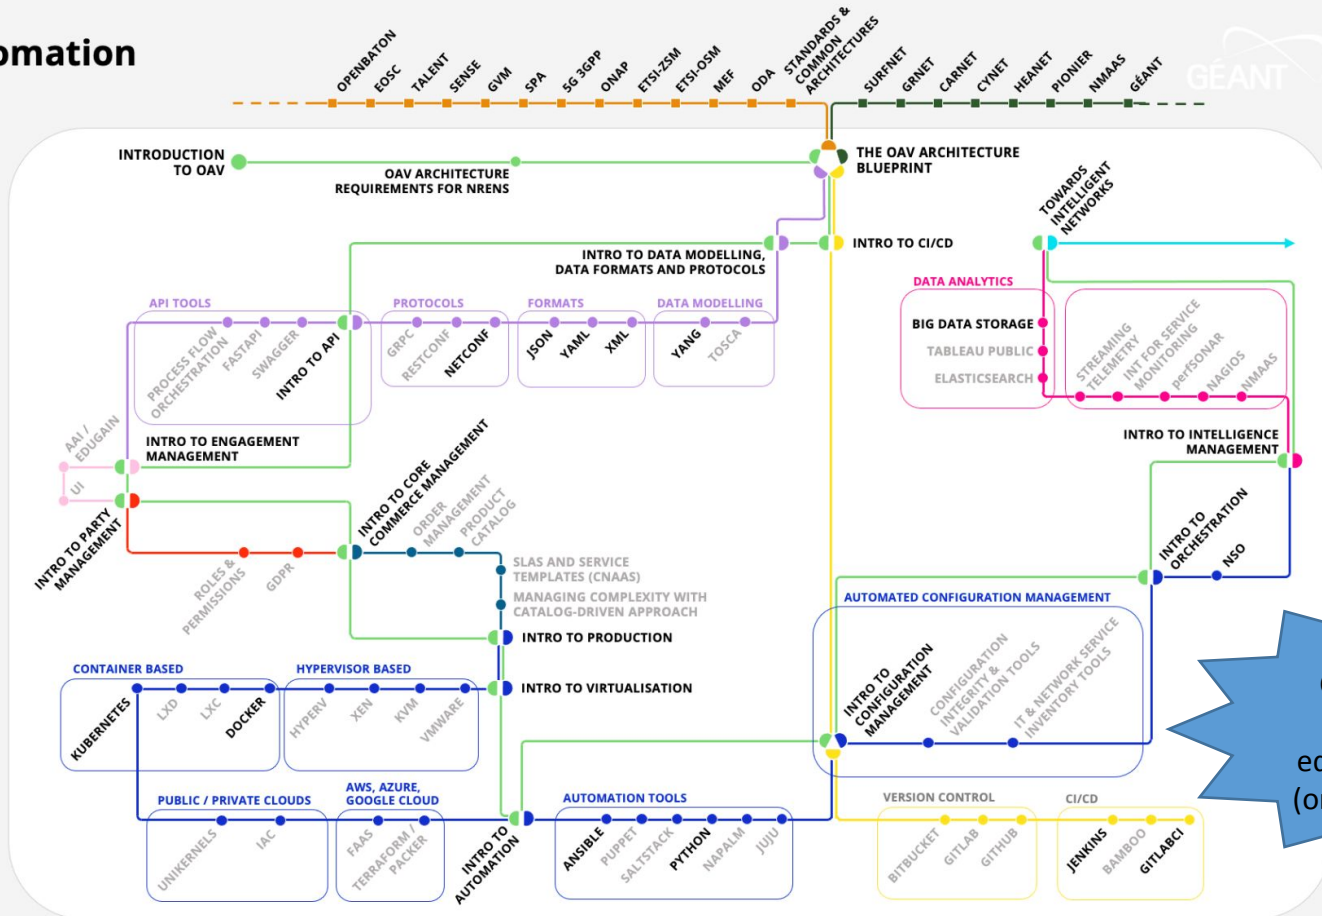 omation
OPENBATON
EOSC
TALENT
SENSE
GVM
SPA
5G 3GPP
ONAP
ETSI-ZSM
ETSI-OSM
MEF
ODA
STANDARDS &
COMMON
ARCHITECTURES
SURFNET
GRNET
CARNET
CYNET
HEANET
PIONIER
NMAAS
GÉANT
GÉANT
INTRODUCTION
TO OAV
OAV ARCHITECTURE
REQUIREMENTS FOR NRENS
THE OAV ARCHITECTURE
BLUEPRINT
TOWARDS
INTELLIGENT
NETWORKS
INTRO TO DATA MODELLING,
DATA FORMATS AND PROTOCOLS
INTRO TO CI/CD
API TOOLS
PROCESS FLOW
ORCHESTRATION
FASTAPI
SWAGGER
INTRO TO API
PROTOCOLS
GRPC
RESTCONF
NETCONF
FORMATS
JSON
YAML
XML
DATA MODELLING
YANG
TOSCA
DATA ANALYTICS
BIG DATA STORAGE
TABLEAU PUBLIC
ELASTICSEARCH
STREAMING
TELEMETRY
INT FOR SERVICE
MONITORING
perfSONAR
NAGIOS
NMAAS
AAI /
EDUGAIN
UI
INTRO TO ENGAGEMENT
MANAGEMENT
INTRO TO PARTY
MANAGEMENT
ROLES &
PERMISSIONS
GDPR
INTRO TO CORE
COMMERCE MANAGEMENT
ORDER
MANAGEMENT
PRODUCT
CATALOG
SLAS AND SERVICE
TEMPLATES (CNAAS)
MANAGING COMPLEXITY WITH
CATALOG-DRIVEN APPROACH
INTRO TO PRODUCTION
INTRO TO VIRTUALISATION
INTRO TO INTELLIGENCE
MANAGEMENT
INTRO TO
ORCHESTRATION
NSO
AUTOMATED CONFIGURATION MANAGEMENT
INTRO TO
CONFIGURATION
MANAGEMENT
CONFIGURATION
INTEGRITY &
VALIDATION TOOLS
IT & NETWORK SERVICE
INVENTORY TOOLS
CONTAINER BASED
KUBERNETES
LXD
LXC
DOCKER
HYPERVISOR BASED
HYPERV
XEN
KVM
VMWARE
PUBLIC / PRIVATE CLOUDS
UNIKERNELS
IAC
AWS, AZURE,
GOOGLE CLOUD
FAAS
TERRAFORM /
PACKER
INTRO TO
AUTOMATION
AUTOMATION TOOLS
ANSIBLE
PUPPET
SALTSTACK
PYTHON
NAPALM
JUJU
VERSION CONTROL
BITBUCKET
GITLAB
GITHUB
CI/CD
JENKINS
BAMBOO
GITLABCI
(or